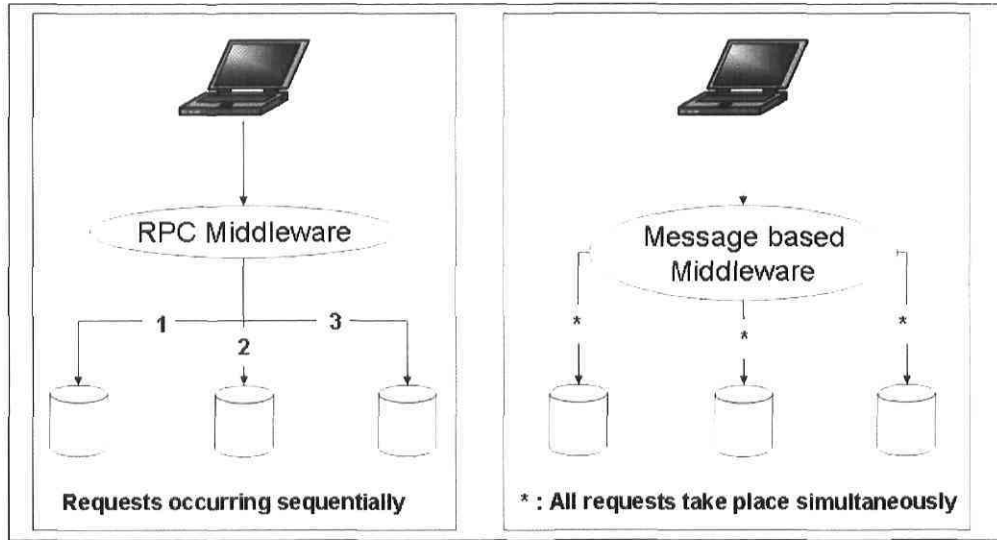 RPC Middleware
1
2
3
Requests occurring sequentially
Message based
Middleware
*
*
*
* : All requests take place simultaneously